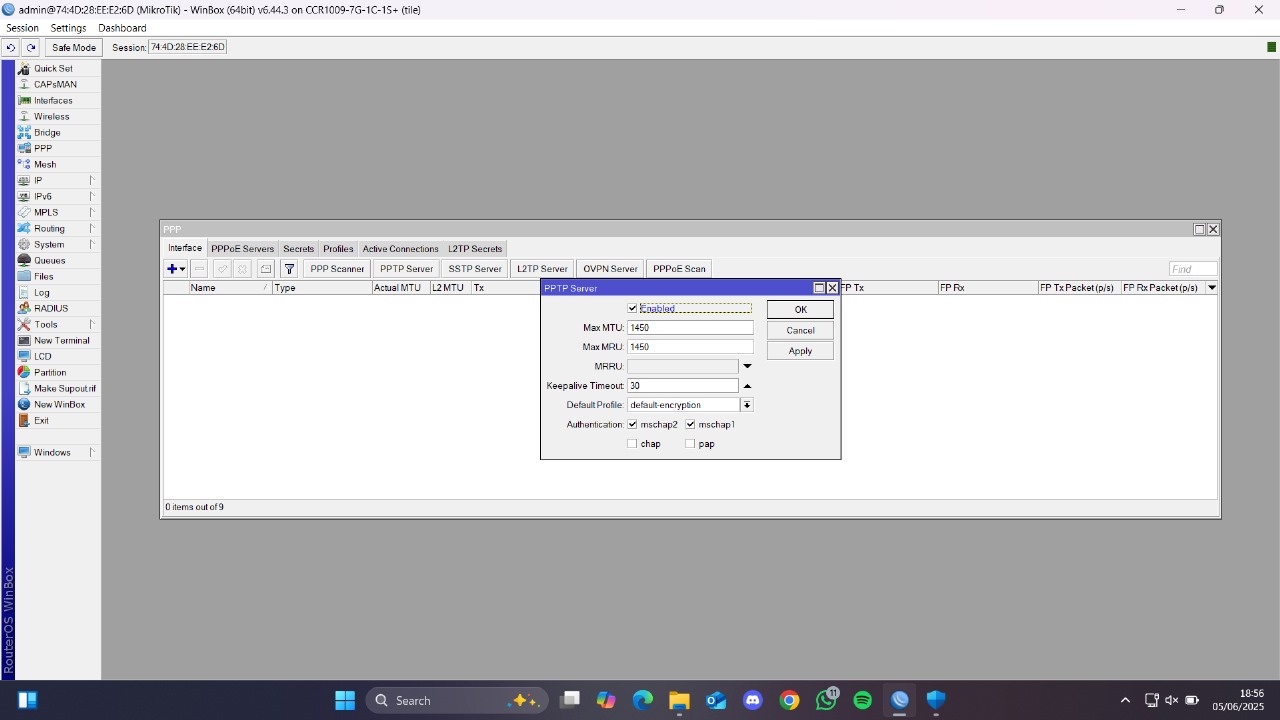 admin@74:4D:28:EE:E2:6D (MikroTik) - WinBox (64bit) v6.44.3 on CCR1009-7G-1C-1S+ (tile)
Session Settings Dashboard
Safe Mode Session: 74:4D:28:EE:E2:6D
Quick Set
CAPsMAN
Interfaces
Wireless
Bridge
PPP
Mesh
IP
IPv6
MPLS
Routing
System
Queues
Files
Log
RADIUS
Tools
New Terminal
LCD
Partition
Make Supout.rif
New WinBox
Exit
Windows
RouterOS WinBox
PPP
Interface PPPoE Servers Secrets Profiles Active Connections L2TP Secrets
PPP Scanner PPTP Server SSTP Server L2TP Server OVPN Server PPPoE Scan Find
Name / Type Actual MTU L2 MTU Tx FP Tx FP Rx FP Tx Packet (p/s) FP Rx Packet (p/s)
0 items out of 9
PPTP Server
Enabled
Max MTU: 1450
Max MRU: 1450
MRRU:
Keepalive Timeout: 30
Default Profile: default-encryption
Authentication: mschap2 mschap1
chap pap
OK
Cancel
Apply
Search
11
18:56
05/06/2025